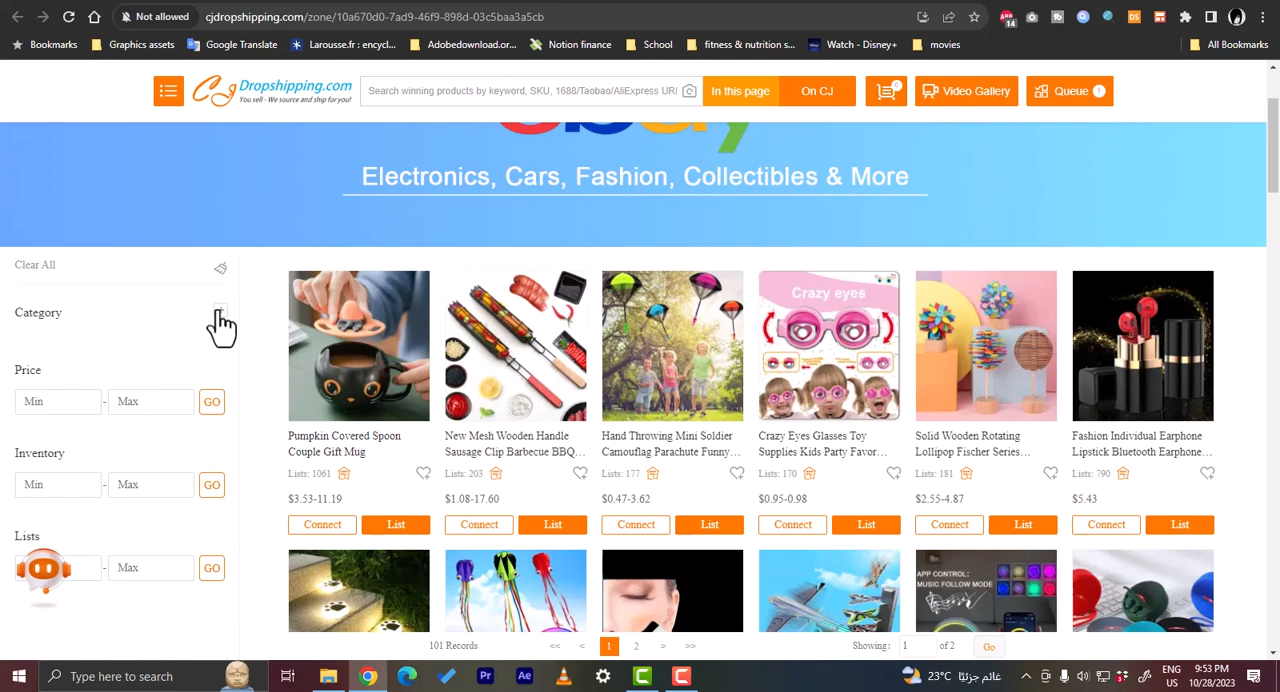 Not allowed
cjdropshipping.com/zone/10a670d0-7ad9-46f9-898d-03c5baa3a5cb
14
Bookmarks
Graphics assets
Google Translate
Larousse.fr : encycl...
Adobedownload.or...
Notion finance
School
fitness & nutrition s...
Watch - Disney+
movies
All Bookmarks
CJ Dropshipping.com
You sell - We source and ship for you!
Search winning products by keyword, SKU, 1688/Taobao/AliExpress URL
In this page
On CJ
0
Video Gallery
Queue 1
ebay
Electronics, Cars, Fashion, Collectibles & More
Clear All
Category
Price
Min - Max GO
Inventory
Min - Max GO
Lists
- Max GO
Crazy eyes
Pumpkin Covered Spoon
Couple Gift Mug
Lists: 1061
$3.53-11.19
Connect List
New Mesh Wooden Handle
Sausage Clip Barbecue BBQ...
Lists: 203
$1.08-17.60
Connect List
Hand Throwing Mini Soldier
Camouflag Parachute Funny...
Lists: 177
$0.47-3.62
Connect List
Crazy Eyes Glasses Toy
Supplies Kids Party Favor...
Lists: 170
$0.95-0.98
Connect List
Solid Wooden Rotating
Lollipop Fischer Series...
Lists: 181
$2.55-4.87
Connect List
Fashion Individual Earphone
Lipstick Bluetooth Earphone...
Lists: 790
$5.43
Connect List
APP CONTROL:
MUSIC FOLLOW MODE
101 Records
<< < 1 2 > >>
Showing: 1 of 2 Go
Type here to search
Pr
Ae
23°C غائم جزئيًا
ENG
US
9:53 PM
10/28/2023